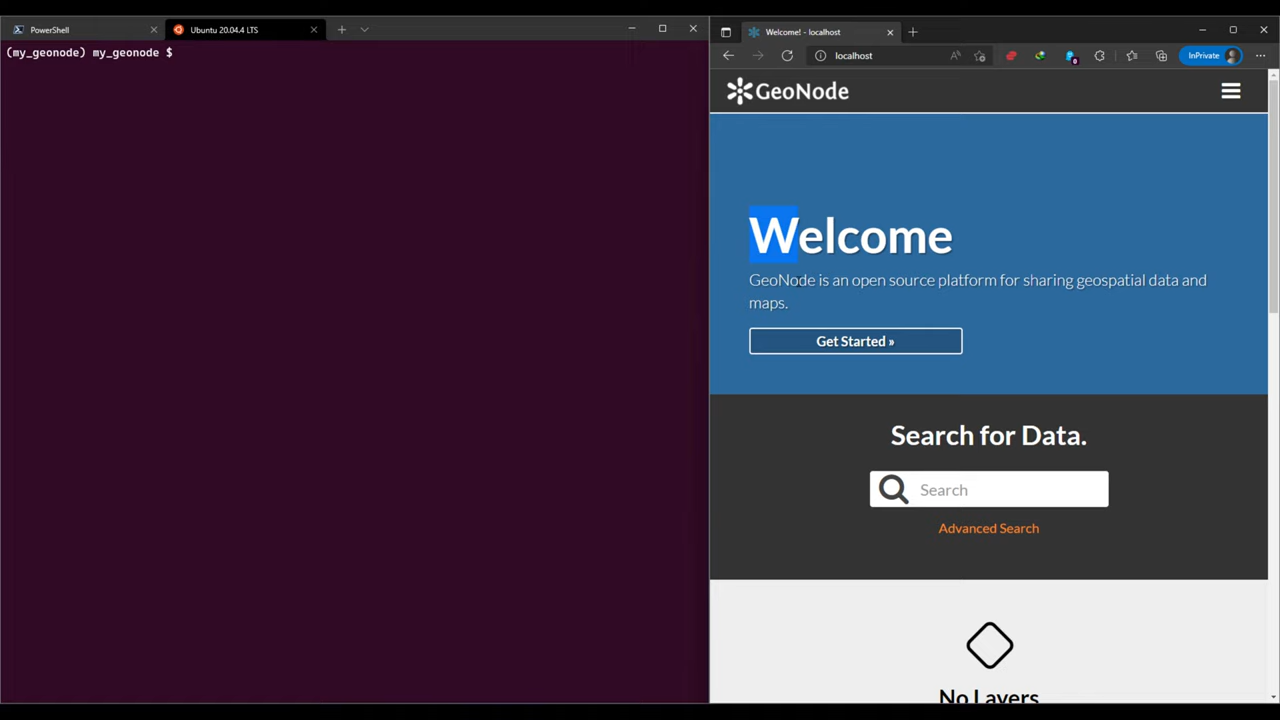 PowerShell
Ubuntu 20.04.4 LTS
(my_geonode) my_geonode $
Welcome! - localhost
localhost
InPrivate
0
GeoNode
Welcome
GeoNode is an open source platform for sharing geospatial data and
maps.
Get Started »
Search for Data.
Search
Advanced Search
No Layers